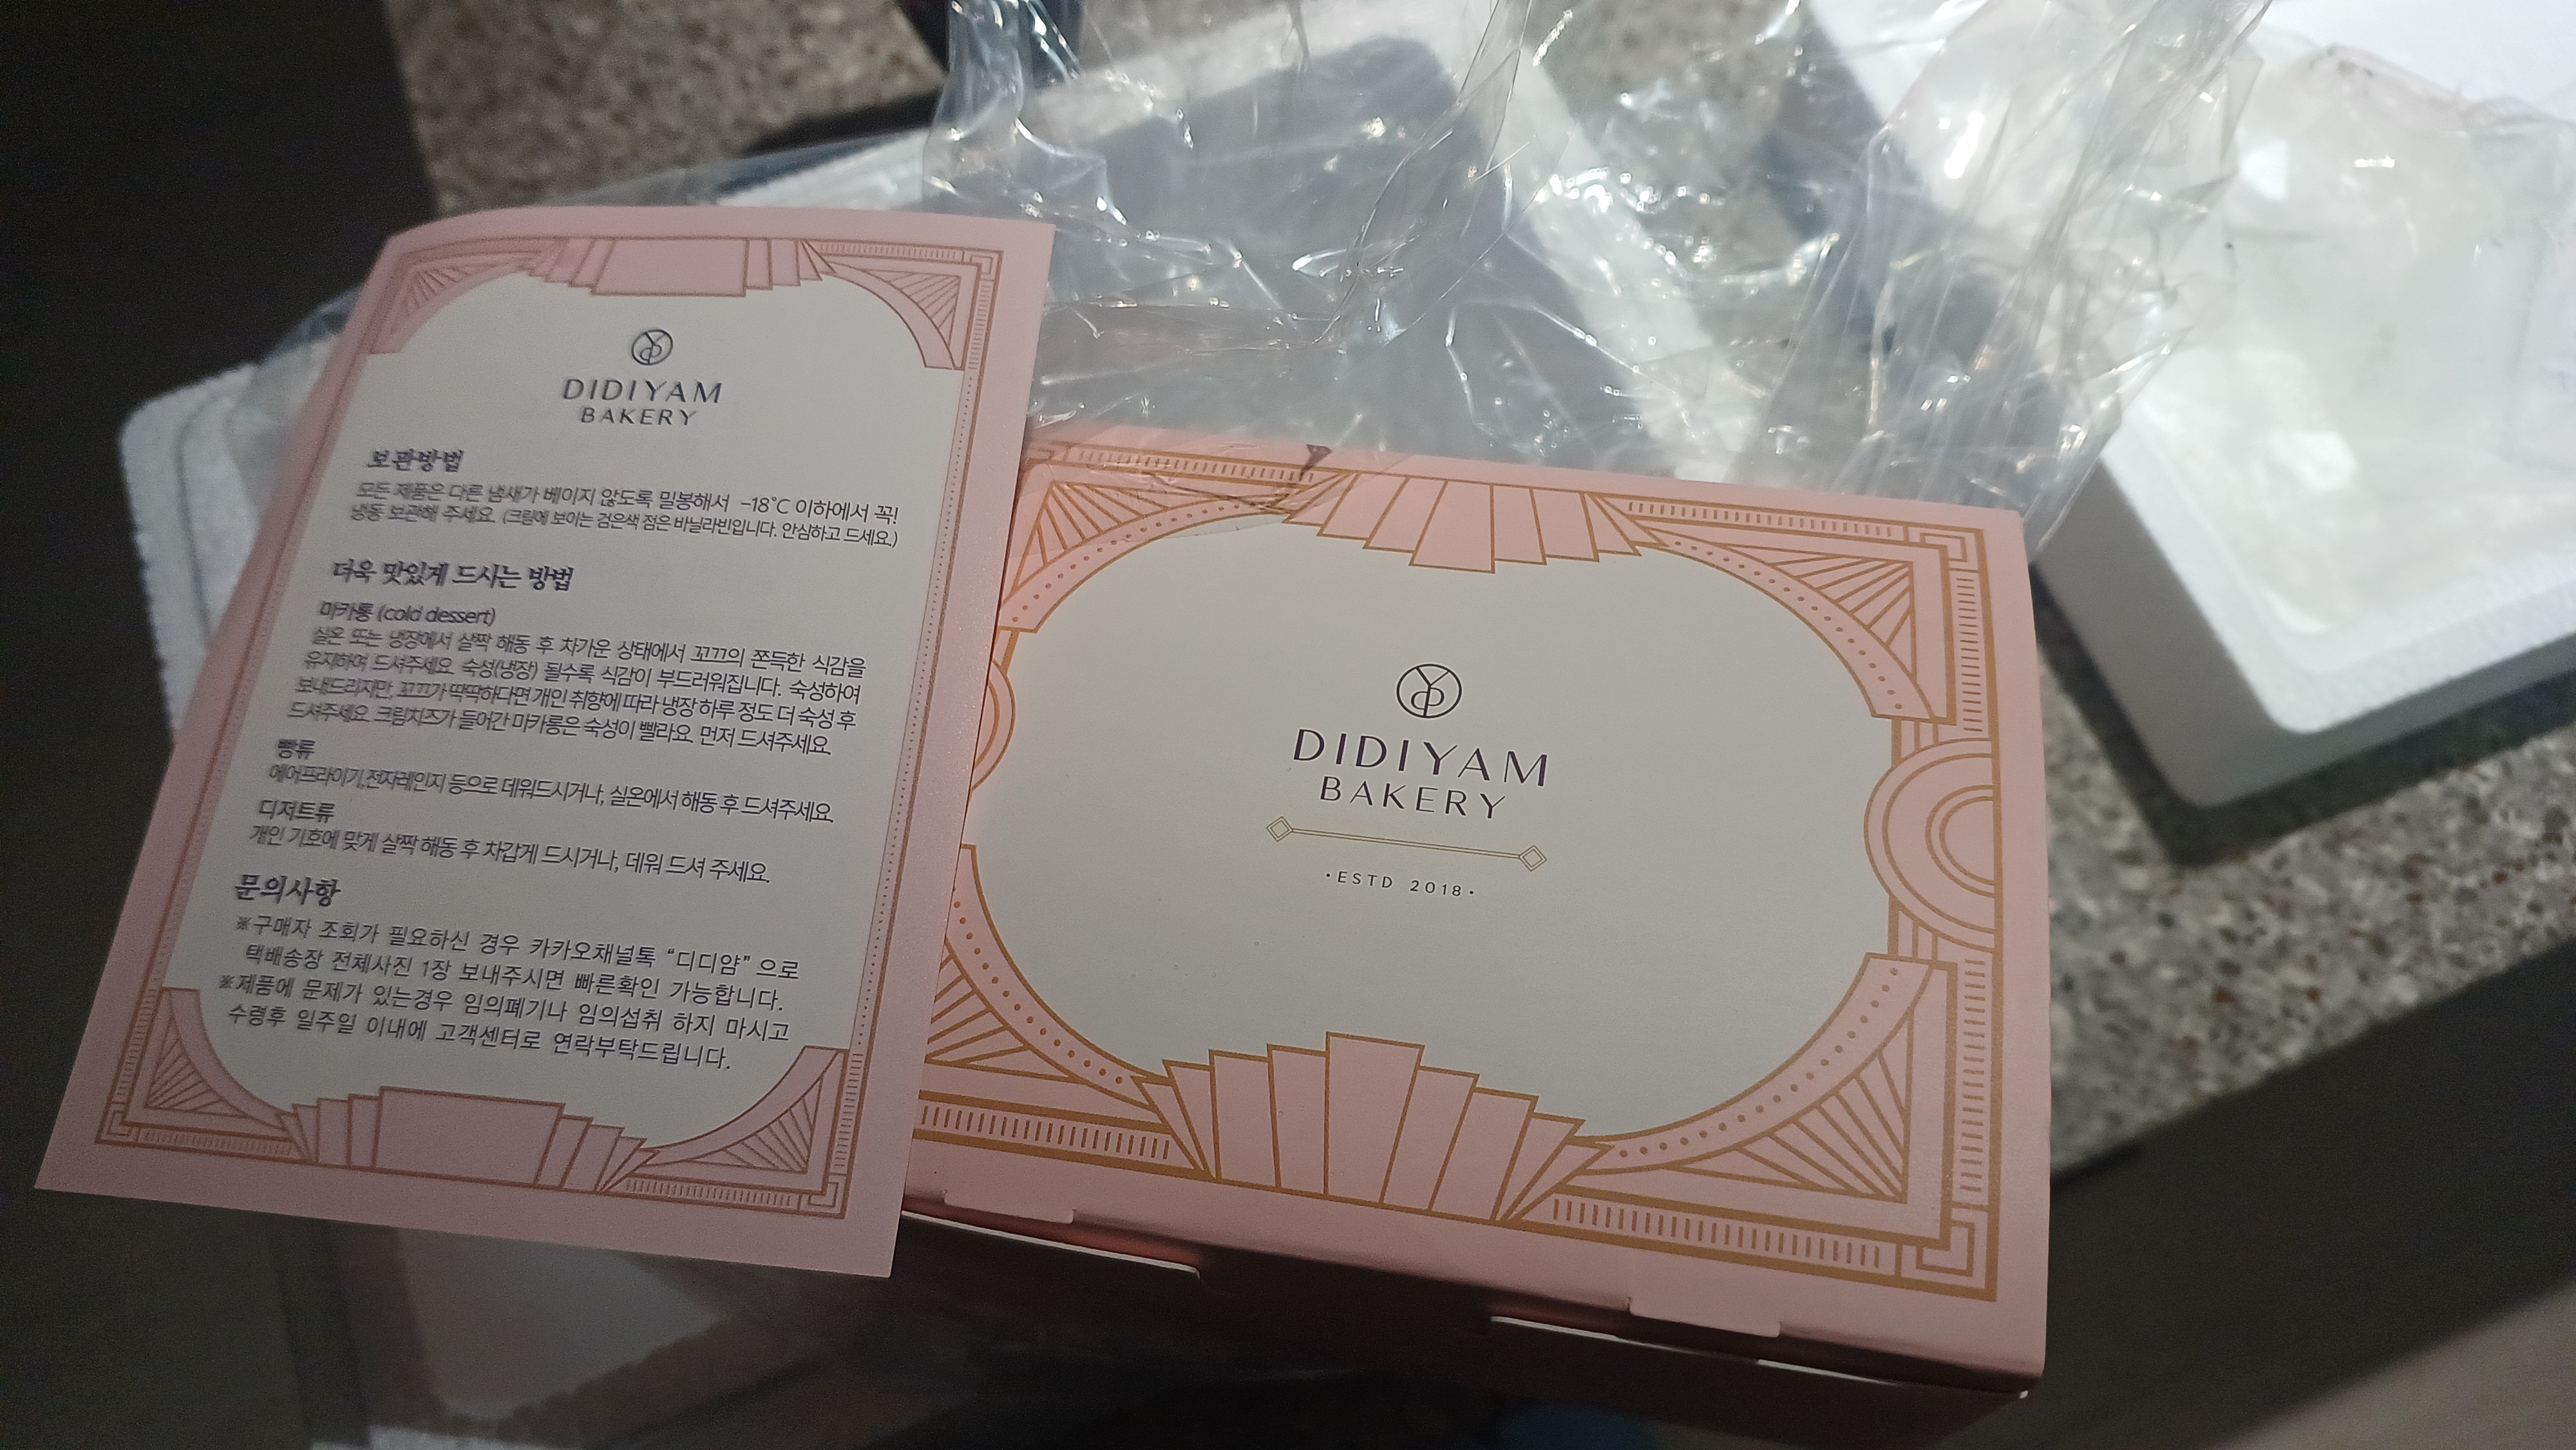 DIDIYAM
BAKERY
보관방법
모든 제품은 다른 냄새가 베이지 않도록 밀봉해서 -18°C 이하에서 꼭!
냉동 보관해 주세요. (크림에 보이는 검은색 점은 바닐라빈입니다. 안심하고 드세요.)
더욱 맛있게 드시는 방법
마카롱 (cold dessert)
실온 또는 냉장에서 살짝 해동 후 차가운 상태에서 꼬끄의 쫀득한 식감을
유지하여 드셔주세요. 숙성(냉장) 될수록 식감이 부드러워집니다. 숙성하여
보내드리지만, 꼬끄가 딱딱하다면 개인 취향에 따라 냉장 하루 정도 더 숙성 후
드셔주세요. 크림치즈가 들어간 마카롱은 숙성이 빨라요. 먼저 드셔주세요.
빵류
에어프라이기,전자레인지 등으로 데워드시거나, 실온에서 해동 후 드셔주세요.
디저트류
개인 기호에 맞게 살짝 해동 후 차갑게 드시거나, 데워 드셔 주세요.
문의사항
※구매자 조회가 필요하신 경우 카카오채널톡 “디디얌” 으로
택배송장 전체사진 1장 보내주시면 빠른확인 가능합니다.
※제품에 문제가 있는경우 임의폐기나 임의섭취 하지 마시고
수령후 일주일 이내에 고객센터로 연락부탁드립니다.
DIDIYAM
BAKERY
·ESTD 2018·